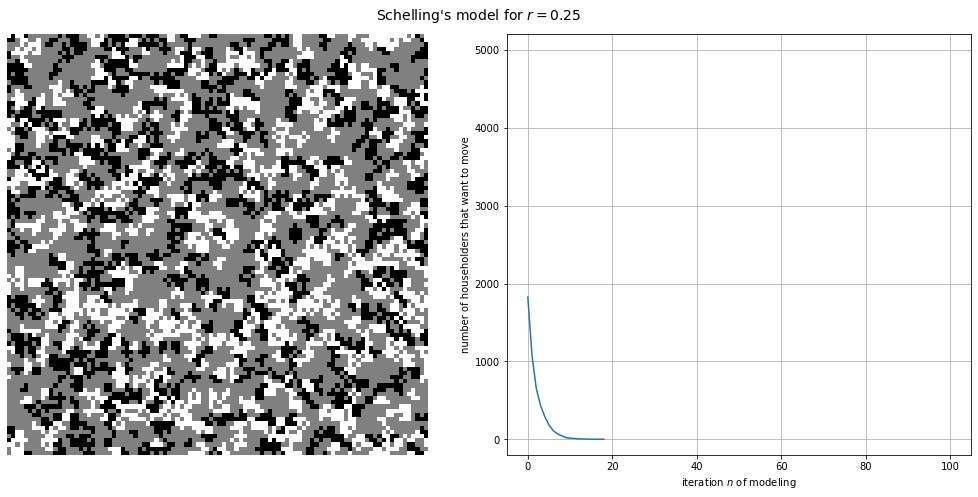 Schelling's model for r = 0.25
number of householders that want to move
5000
4000
3000
2000
1000
0
0 20 40 60 80 100
iteration n of modeling